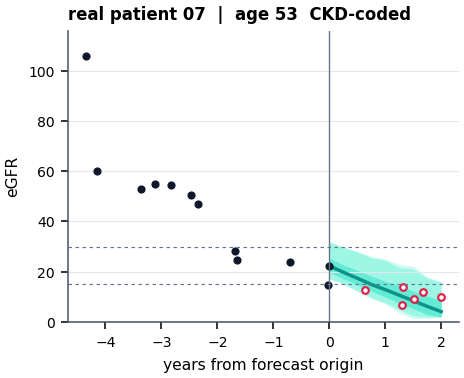 real patient 07 | age 53 CKD-coded
eGFR
100
80
60
40
20
0
−4 −3 −2 −1 0 1 2
years from forecast origin